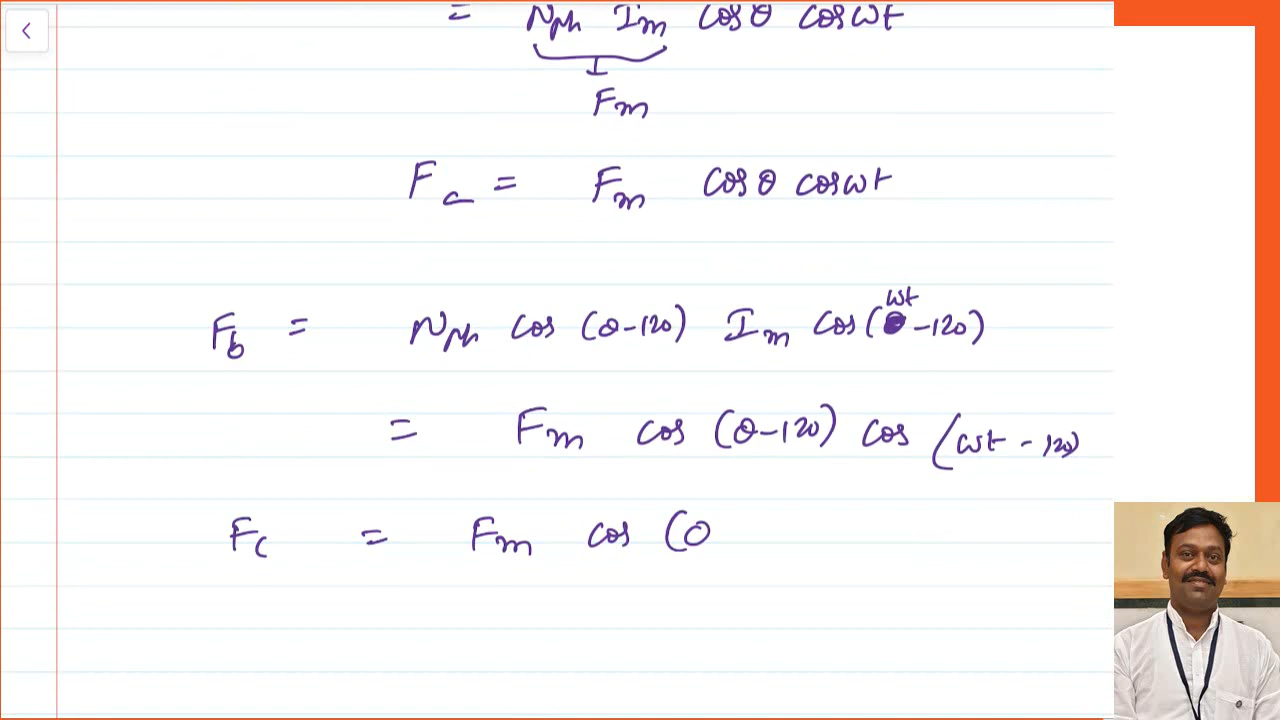 = Nph Im cosθ cosωt
Fm
Fa = Fm cosθ cosωt
ωt
Fb = Nph cos (θ-120) Im cos( -120)
= Fm cos (θ-120) cos (ωt - 120)
Fc = Fm cos (θ